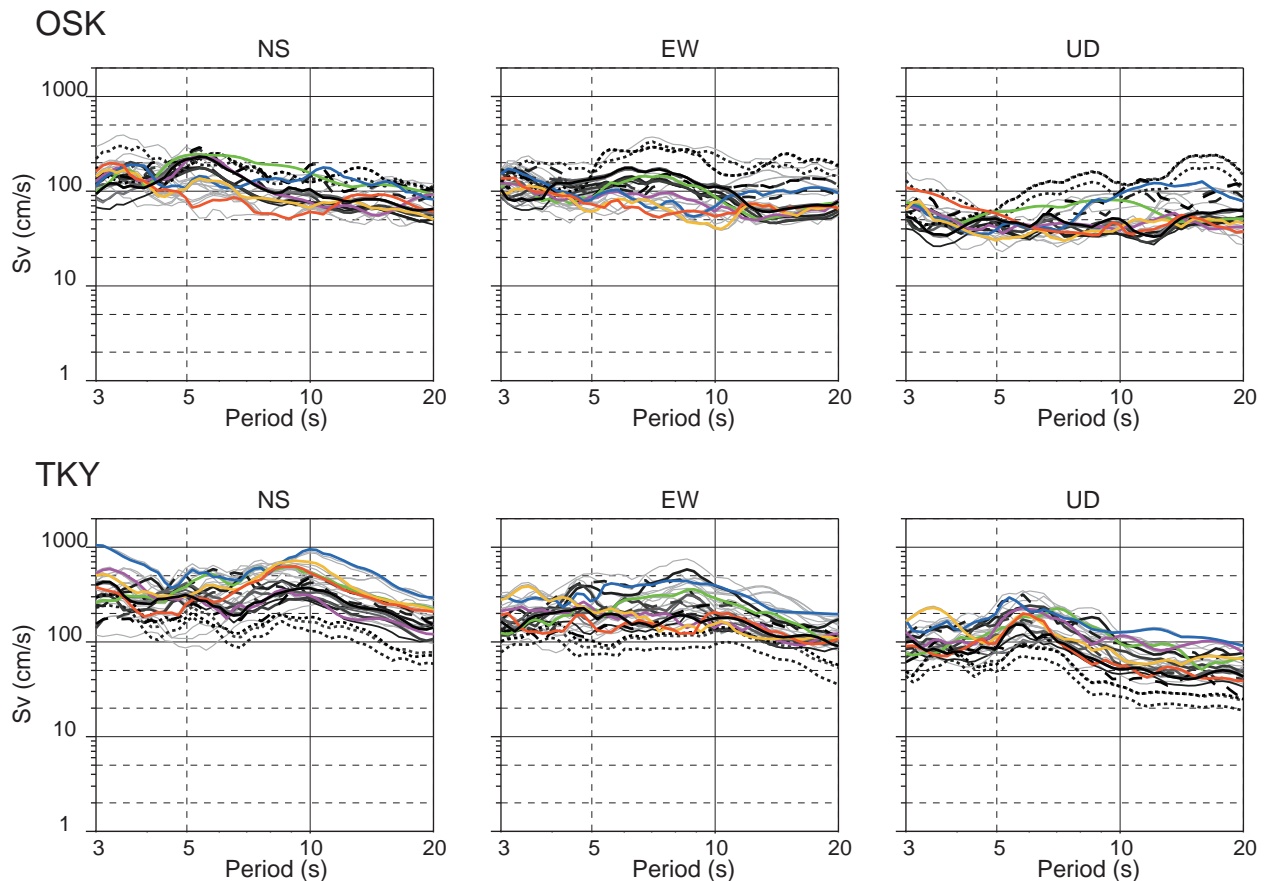 OSK
NS EW UD
1000
100
10
1
Sv (cm/s)
3 5 10 20 3 5 10 20 3 5 10 20
Period (s) Period (s) Period (s)
TKY
NS EW UD
1000
100
10
1
Sv (cm/s)
3 5 10 20 3 5 10 20 3 5 10 20
Period (s) Period (s) Period (s)